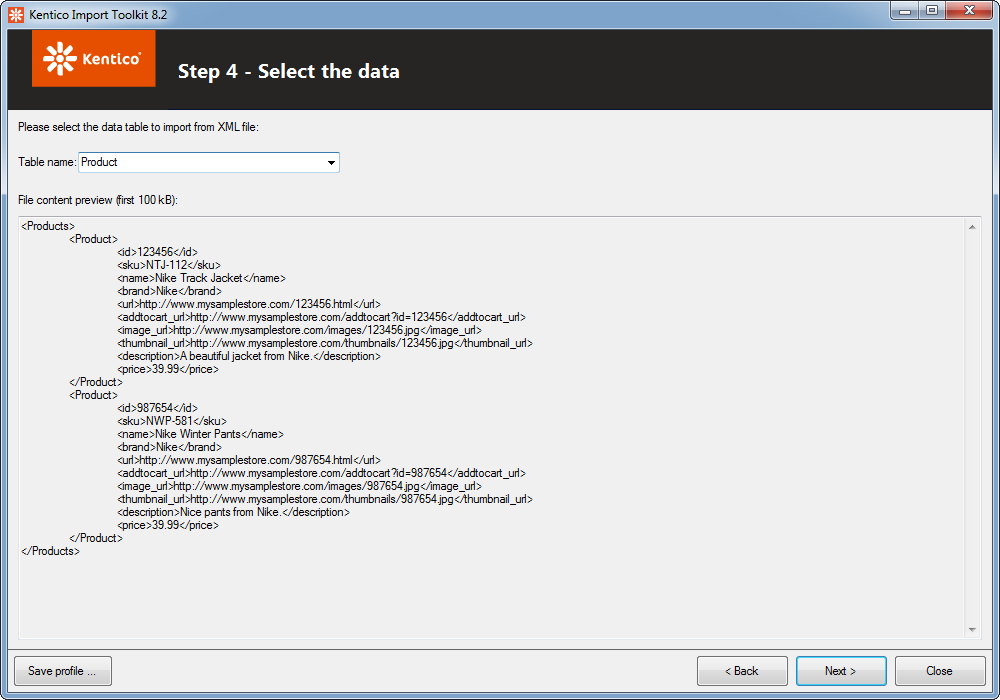 Kentico Import Toolkit 8.2
Kentico
Step 4 - Select the data
Please select the data table to import from XML file:
Table name: Product
File content preview (first 100 kB):
<Products>
<Product>
<id>123456</id>
<sku>NTJ-112</sku>
<name>Nike Track Jacket</name>
<brand>Nike</brand>
<url>http://www.mysamplestore.com/123456.html</url>
<addtocart_url>http://www.mysamplestore.com/addtocart?id=123456</addtocart_url>
<image_url>http://www.mysamplestore.com/images/123456.jpg</image_url>
<thumbnail_url>http://www.mysamplestore.com/thumbnails/123456.jpg</thumbnail_url>
<description>A beautiful jacket from Nike.</description>
<price>39.99</price>
</Product>
<Product>
<id>987654</id>
<sku>NWP-581</sku>
<name>Nike Winter Pants</name>
<brand>Nike</brand>
<url>http://www.mysamplestore.com/987654.html</url>
<addtocart_url>http://www.mysamplestore.com/addtocart?id=987654</addtocart_url>
<image_url>http://www.mysamplestore.com/images/987654.jpg</image_url>
<thumbnail_url>http://www.mysamplestore.com/thumbnails/987654.jpg</thumbnail_url>
<description>Nice pants from Nike.</description>
<price>39.99</price>
</Product>
</Products>
Save profile ... < Back Next > Close